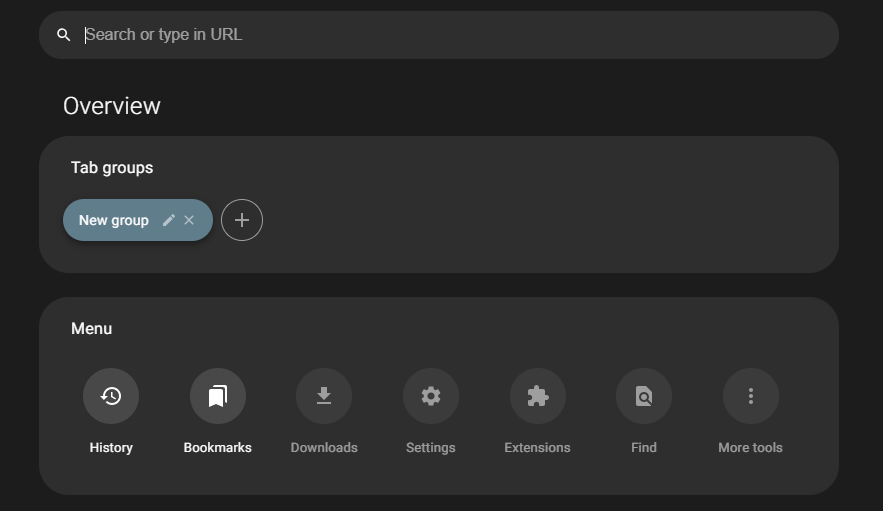 Search or type in URL
Overview
Tab groups
New group
Menu
History
Bookmarks
Downloads
Settings
Extensions
Find
More tools